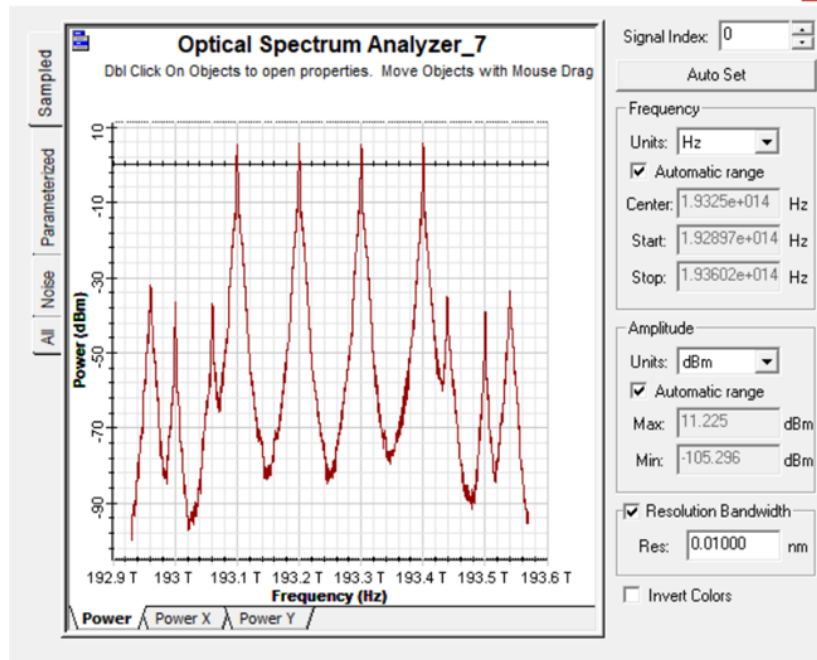 Optical Spectrum Analyzer_7
Dbl Click On Objects to open properties. Move Objects with Mouse Drag
Sampled
Parameterized
Noise
All
Power (dBm)
10
-10
-30
-50
-70
-90
192.9 T 193 T 193.1 T 193.2 T 193.3 T 193.4 T 193.5 T 193.6 T
Frequency (Hz)
Power Power X Power Y
Signal Index: 0
Auto Set
Frequency
Units: Hz
Automatic range
Center: 1.9325e+014 Hz
Start: 1.92897e+014 Hz
Stop: 1.93602e+014 Hz
Amplitude
Units: dBm
Automatic range
Max: 11.225 dBm
Min: -105.296 dBm
Resolution Bandwidth
Res: 0.01000 nm
Invert Colors